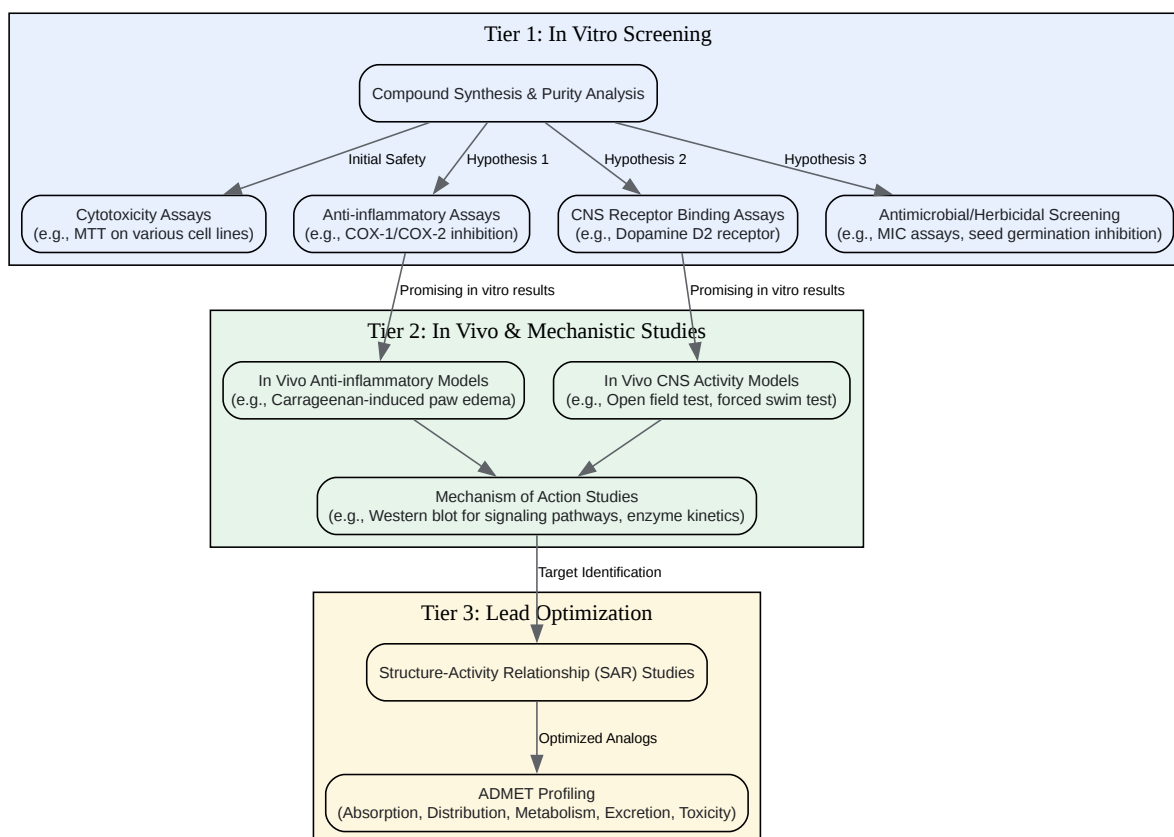 Tier 1: In Vitro Screening
Compound Synthesis & Purity Analysis
Initial Safety
Hypothesis 1
Hypothesis 2
Hypothesis 3
Cytotoxicity Assays
(e.g., MTT on various cell lines)
Anti-inflammatory Assays
(e.g., COX-1/COX-2 inhibition)
CNS Receptor Binding Assays
(e.g., Dopamine D2 receptor)
Antimicrobial/Herbicidal Screening
(e.g., MIC assays, seed germination inhibition)
Promising in vitro results
Promising in vitro results
Tier 2: In Vivo & Mechanistic Studies
In Vivo Anti-inflammatory Models
(e.g., Carrageenan-induced paw edema)
In Vivo CNS Activity Models
(e.g., Open field test, forced swim test)
Mechanism of Action Studies
(e.g., Western blot for signaling pathways, enzyme kinetics)
Target Identification
Tier 3: Lead Optimization
Structure-Activity Relationship (SAR) Studies
Optimized Analogs
ADMET Profiling
(Absorption, Distribution, Metabolism, Excretion, Toxicity)